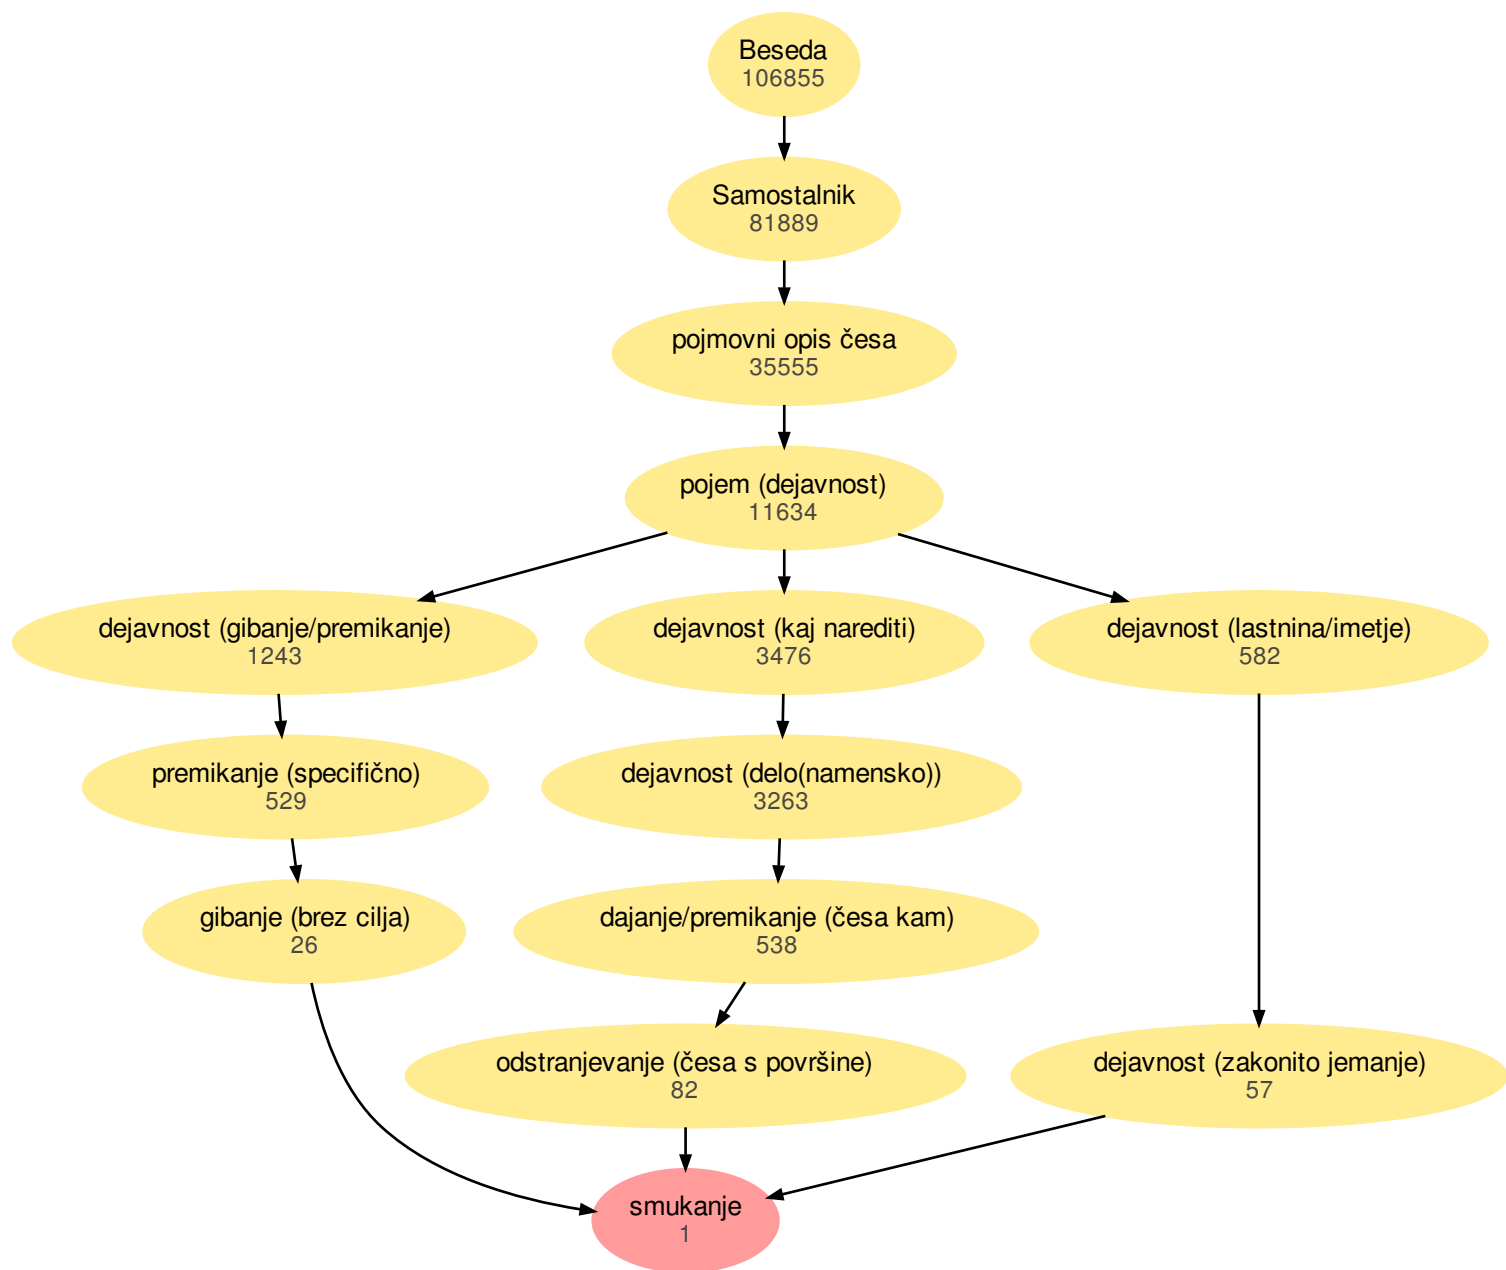 Beseda
106855
Samostalnik
81889
pojmovni opis česa
35555
pojem (dejavnost)
11634
dejavnost (gibanje/premikanje)
1243
dejavnost (kaj narediti)
3476
dejavnost (lastnina/imetje)
582
premikanje (specifično)
529
dejavnost (delo(namensko))
3263
gibanje (brez cilja)
26
dajanje/premikanje (česa kam)
538
odstranjevanje (česa s površine)
82
dejavnost (zakonito jemanje)
57
smukanje
1